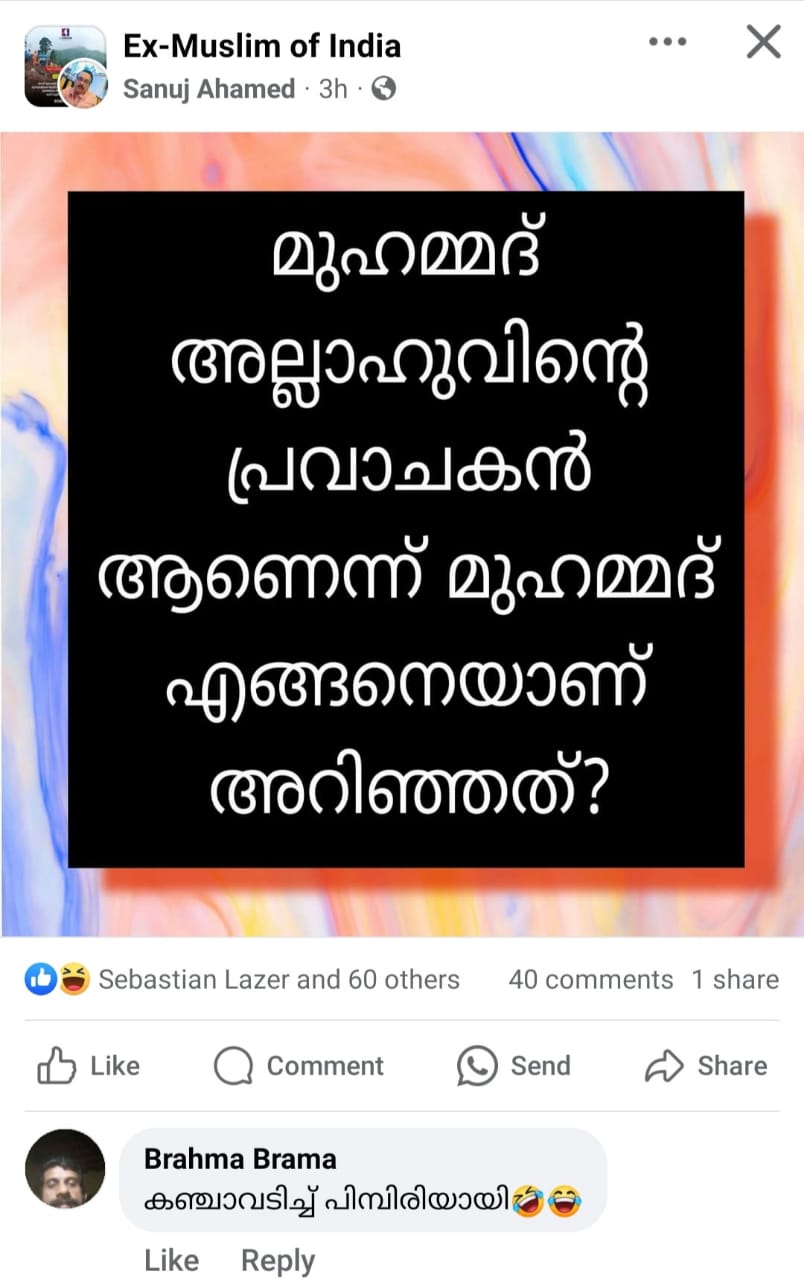 Ex-Muslim of India
Sanuj Ahamed · 3h ·
മുഹമ്മദ്
അല്ലാഹുവിന്റെ
പ്രവാചകൻ
ആണെന്ന് മുഹമ്മദ്
എങ്ങനെയാണ്
അറിഞ്ഞത്?
Sebastian Lazer and 60 others 40 comments 1 share
Like Comment Send Share
Brahma Brama
കഞ്ചാവടിച്ച് പിമ്പിരിയായി🤣😂
Like Reply